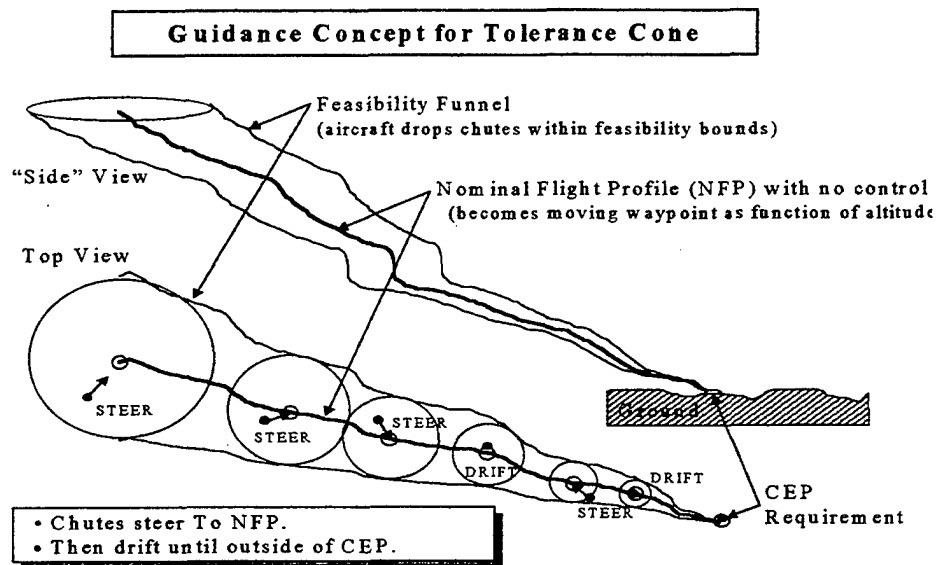 Guidance Concept for Tolerance Cone
Feasibility Funnel
(aircraft drops chutes within feasibility bounds)
"Side" View
Nominal Flight Profile (NFP) with no control
(becomes moving waypoint as function of altitude
Top View
STEER
STEER
STEER
DRIFT
STEER
DRIFT
Ground
CEP
Requirement
• Chutes steer To NFP.
• Then drift until outside of CEP.